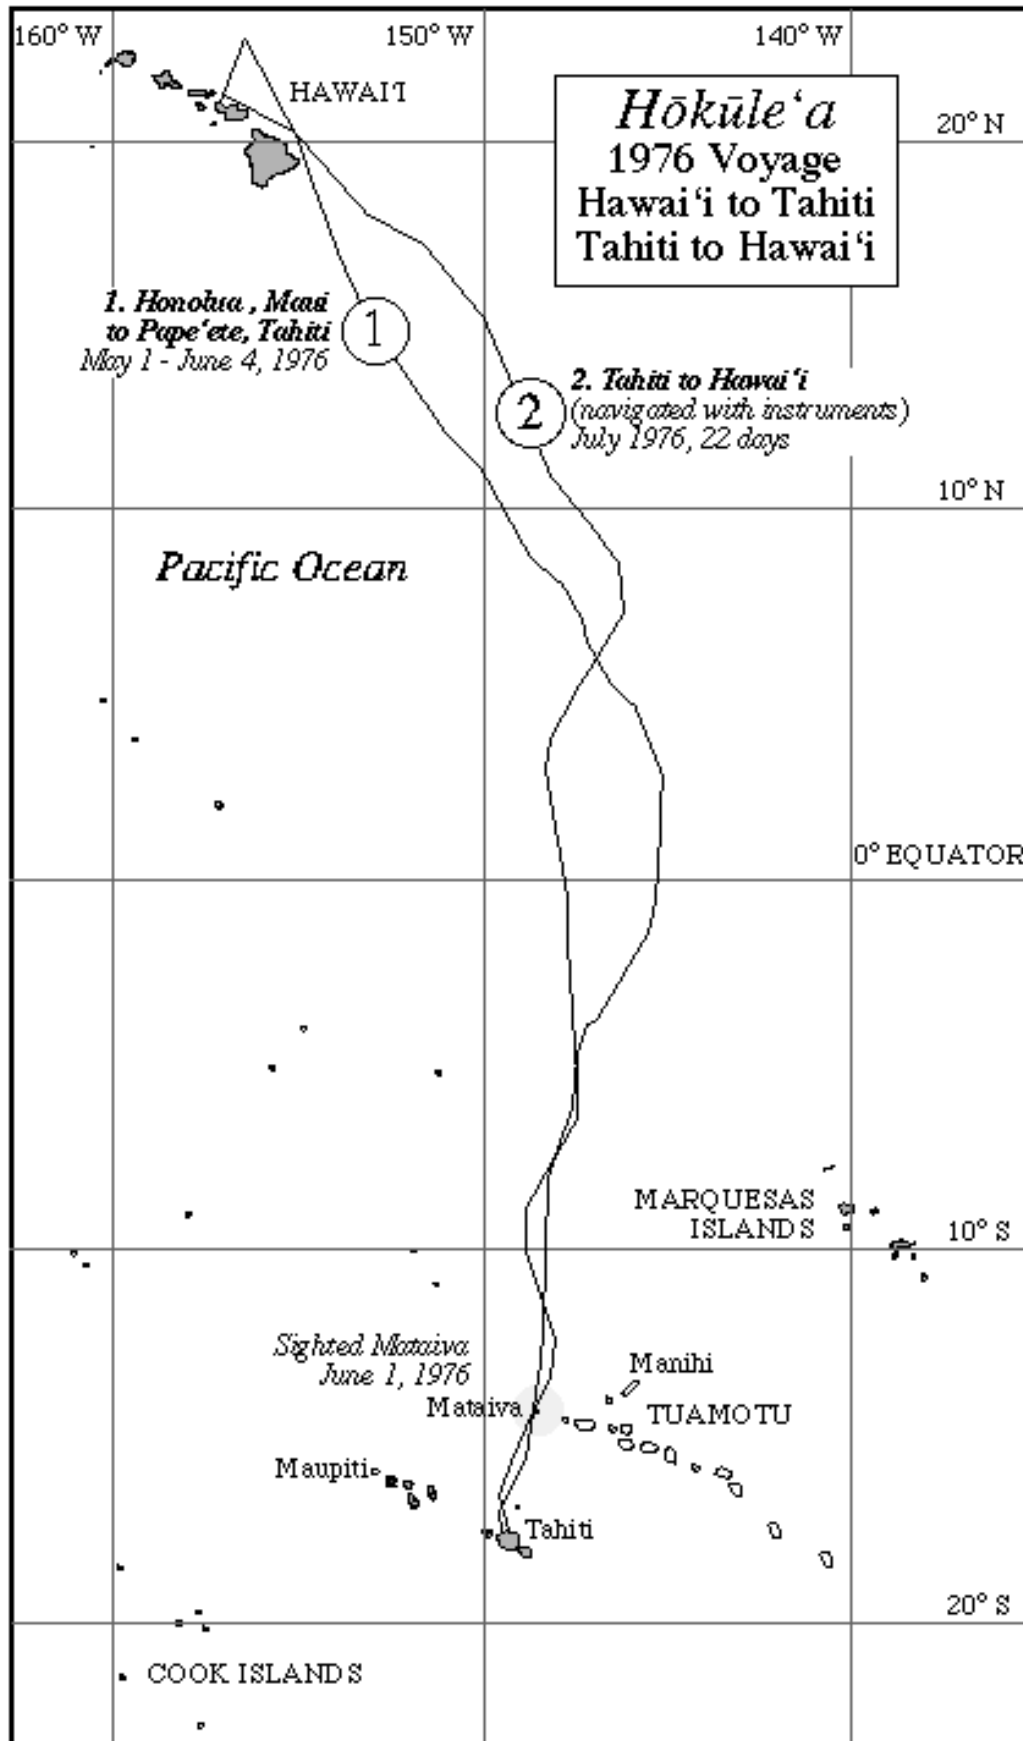 160° W
150° W
140° W
HAWAI'I
Hōkūle‘a
1976 Voyage
Hawai‘i to Tahiti
Tahiti to Hawai‘i
20° N
1. Honolua , Maui
to Pape‘ete, Tahiti
May 1 - June 4, 1976
1
2
2. Tahiti to Hawai‘i
(navigated with instruments)
July 1976, 22 days
10° N
Pacific Ocean
0° EQUATOR
MARQUESAS
ISLANDS
10° S
Sighted Mataiva
June 1, 1976
Manihi
Mataiva
TUAMOTU
Maupiti
Tahiti
20° S
COOK ISLANDS